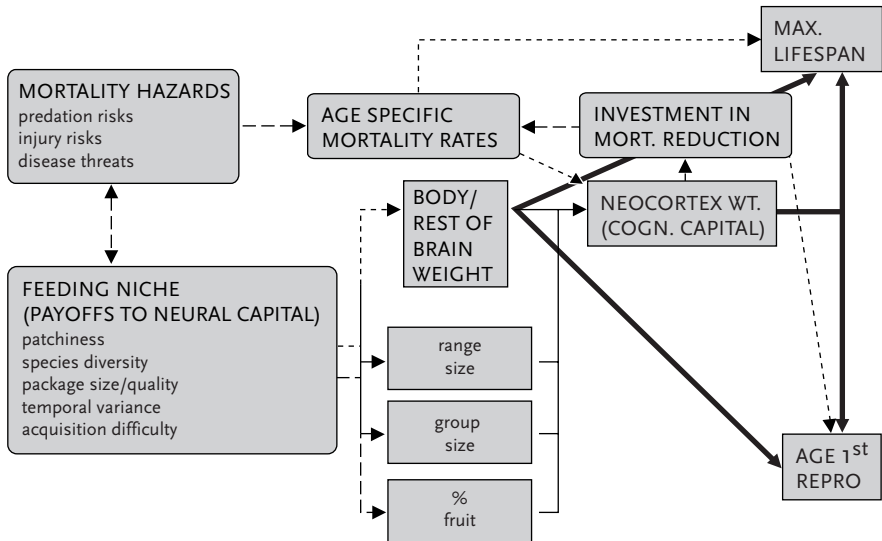 MAX.
LIFESPAN
MORTALITY HAZARDS
predation risks
injury risks
disease threats
AGE SPECIFIC
MORTALITY RATES
INVESTMENT IN
MORT. REDUCTION
BODY/
REST OF
BRAIN
WEIGHT
NEOCORTEX WT.
(COGN. CAPITAL)
FEEDING NICHE
(PAYOFFS TO NEURAL CAPITAL)
patchiness
species diversity
package size/quality
temporal variance
acquisition difficulty
range
size
group
size
%
fruit
AGE 1st
REPRO